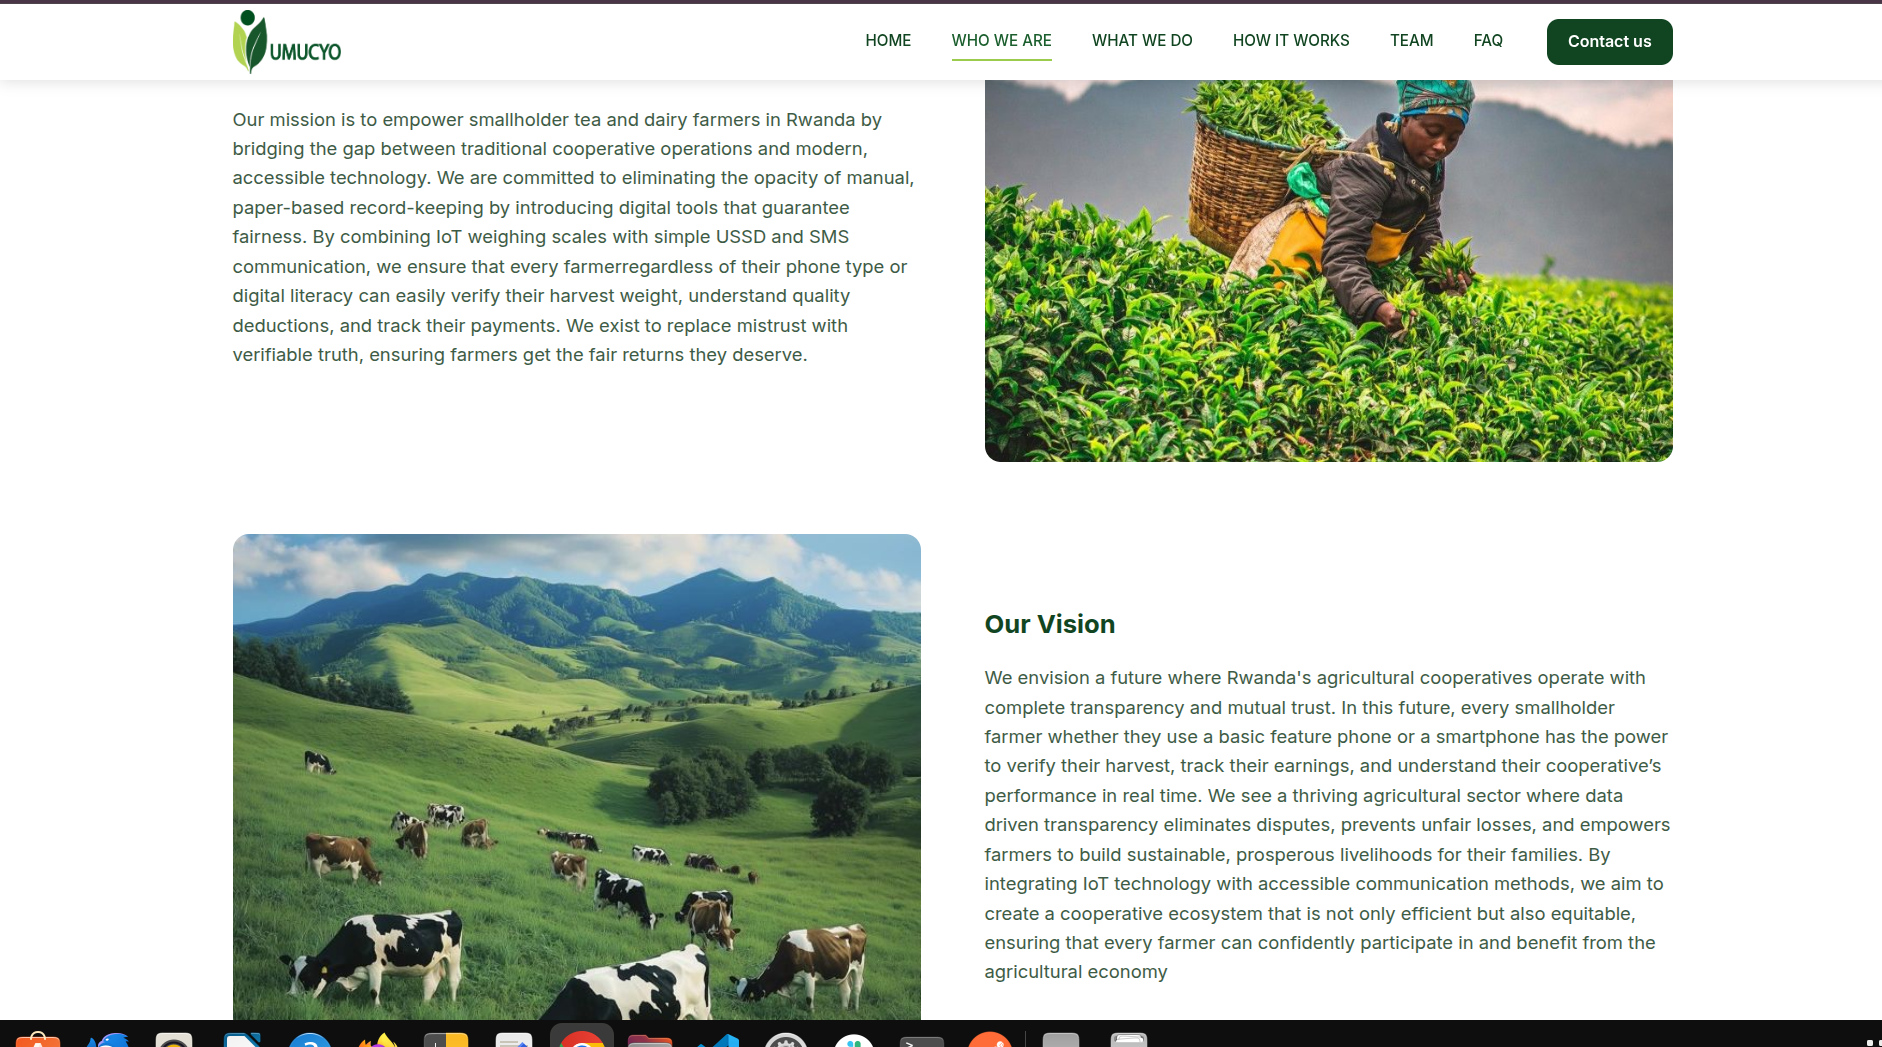 UMUCYO
HOME
WHO WE ARE
WHAT WE DO
HOW IT WORKS
TEAM
FAQ
Contact us
Our mission is to empower smallholder tea and dairy farmers in Rwanda by
bridging the gap between traditional cooperative operations and modern,
accessible technology. We are committed to eliminating the opacity of manual,
paper-based record-keeping by introducing digital tools that guarantee
fairness. By combining IoT weighing scales with simple USSD and SMS
communication, we ensure that every farmerregardless of their phone type or
digital literacy can easily verify their harvest weight, understand quality
deductions, and track their payments. We exist to replace mistrust with
verifiable truth, ensuring farmers get the fair returns they deserve.
Our Vision
We envision a future where Rwanda's agricultural cooperatives operate with
complete transparency and mutual trust. In this future, every smallholder
farmer whether they use a basic feature phone or a smartphone has the power
to verify their harvest, track their earnings, and understand their cooperative’s
performance in real time. We see a thriving agricultural sector where data
driven transparency eliminates disputes, prevents unfair losses, and empowers
farmers to build sustainable, prosperous livelihoods for their families. By
integrating IoT technology with accessible communication methods, we aim to
create a cooperative ecosystem that is not only efficient but also equitable,
ensuring that every farmer can confidently participate in and benefit from the
agricultural economy